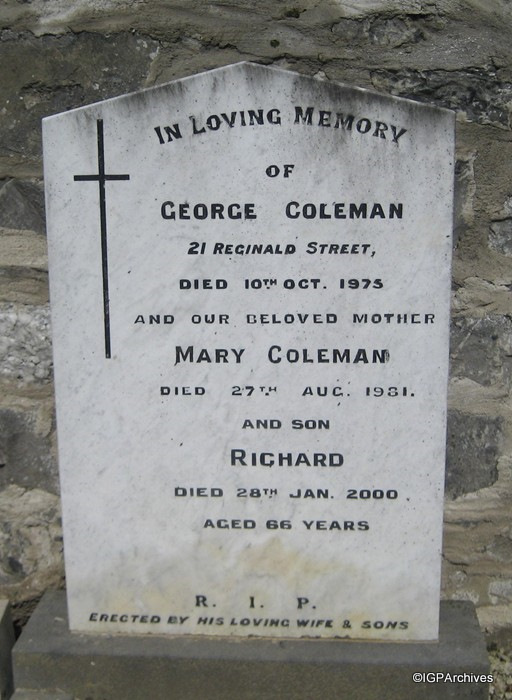 IN LOVING MEMORY
OF
GEORGE COLEMAN
21 REGINALD STREET,
DIED 10TH OCT. 1975
AND OUR BELOVED MOTHER
MARY COLEMAN
DIED 27TH AUG. 1981.
AND SON
RICHARD
DIED 28TH JAN. 2000.
AGED 66 YEARS
R. I. P.
ERECTED BY HIS LOVING WIFE & SONS
©IGPArchives